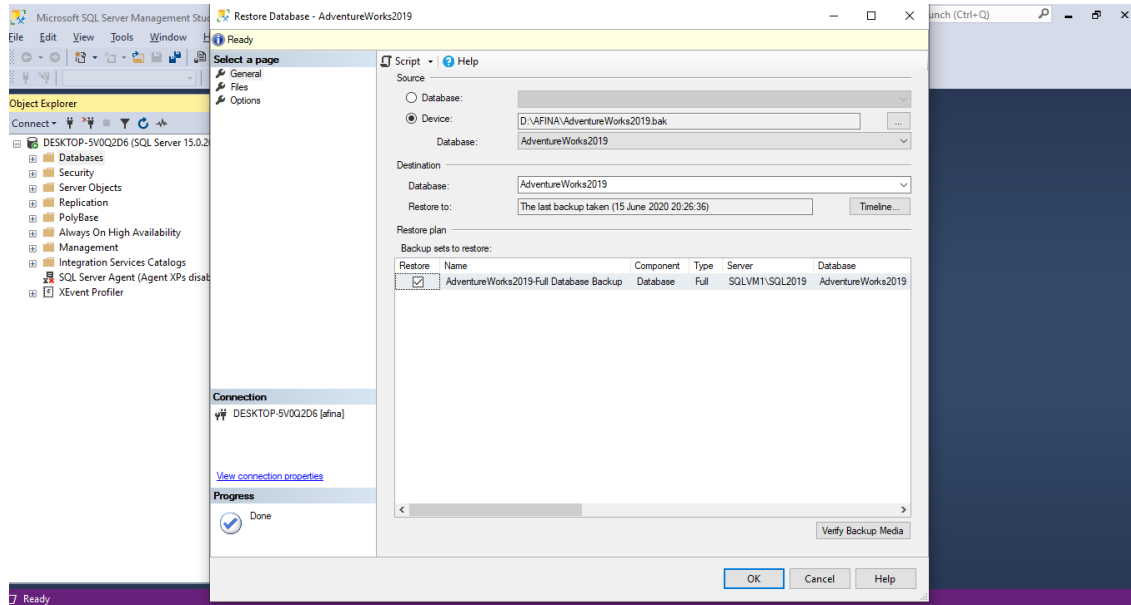 Microsoft SQL Server Management Stud
unch (Ctrl+Q)
File Edit View Tools Window H
Object Explorer
Connect
DESKTOP-5V0Q2D6 (SQL Server 15.0.20
Databases
Security
Server Objects
Replication
PolyBase
Always On High Availability
Management
Integration Services Catalogs
SQL Server Agent (Agent XPs disab
XEvent Profiler
Ready
Restore Database - AdventureWorks2019
Ready
Select a page
General
Files
Options
Connection
DESKTOP-5V0Q2D6 [afina]
View connection properties
Progress
Done
Script Help
Source
Database:
Device: D:\AFINA\AdventureWorks2019.bak ...
Database: AdventureWorks2019
Destination
Database: AdventureWorks2019
Restore to: The last backup taken (15 June 2020 20:26:36) Timeline...
Restore plan
Backup sets to restore:
Restore Name Component Type Server Database
AdventureWorks2019-Full Database Backup Database Full SQLVM1\SQL2019 AdventureWorks2019
Verify Backup Media
OK Cancel Help